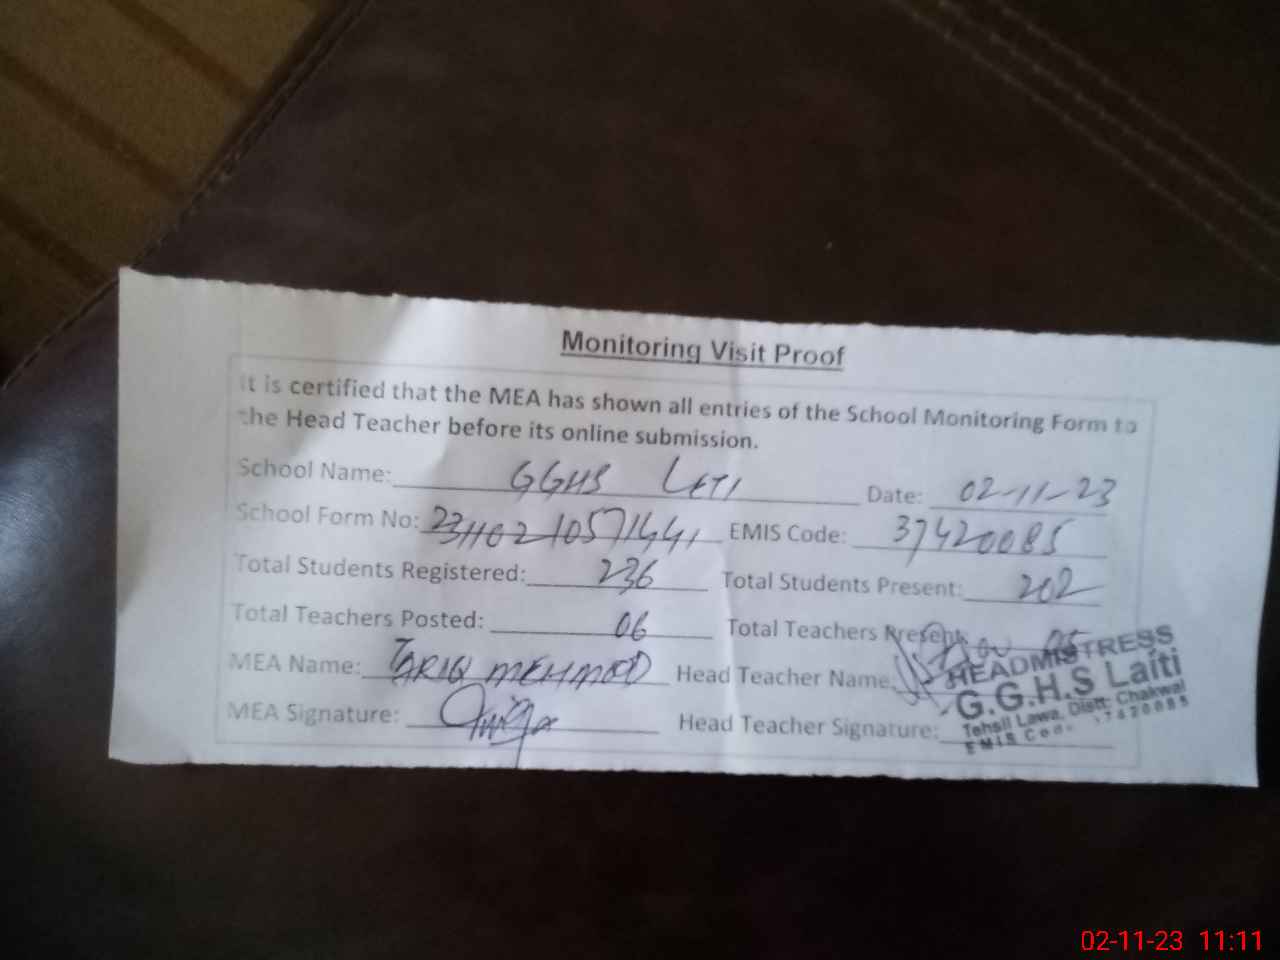 Monitoring Visit Proof
It is certified that the MEA has shown all entries of the School Monitoring Form to
the Head Teacher before its online submission.
School Name: GGHS LETI Date: 02-11-23
School Form No: 23110210571441 EMIS Code: 37420085
Total Students Registered: 236 Total Students Present: 202
Total Teachers Posted: 06 Total Teachers Present 05
MEA Name: TARIQ MEHMOOD Head Teacher Name:
MEA Signature: Head Teacher Signature:
HEADMISTRESS
G.G.H.S Laiti
Tehsil Lawa, Distt: Chakwal
EMIS Code 37420085
02-11-23 11:11